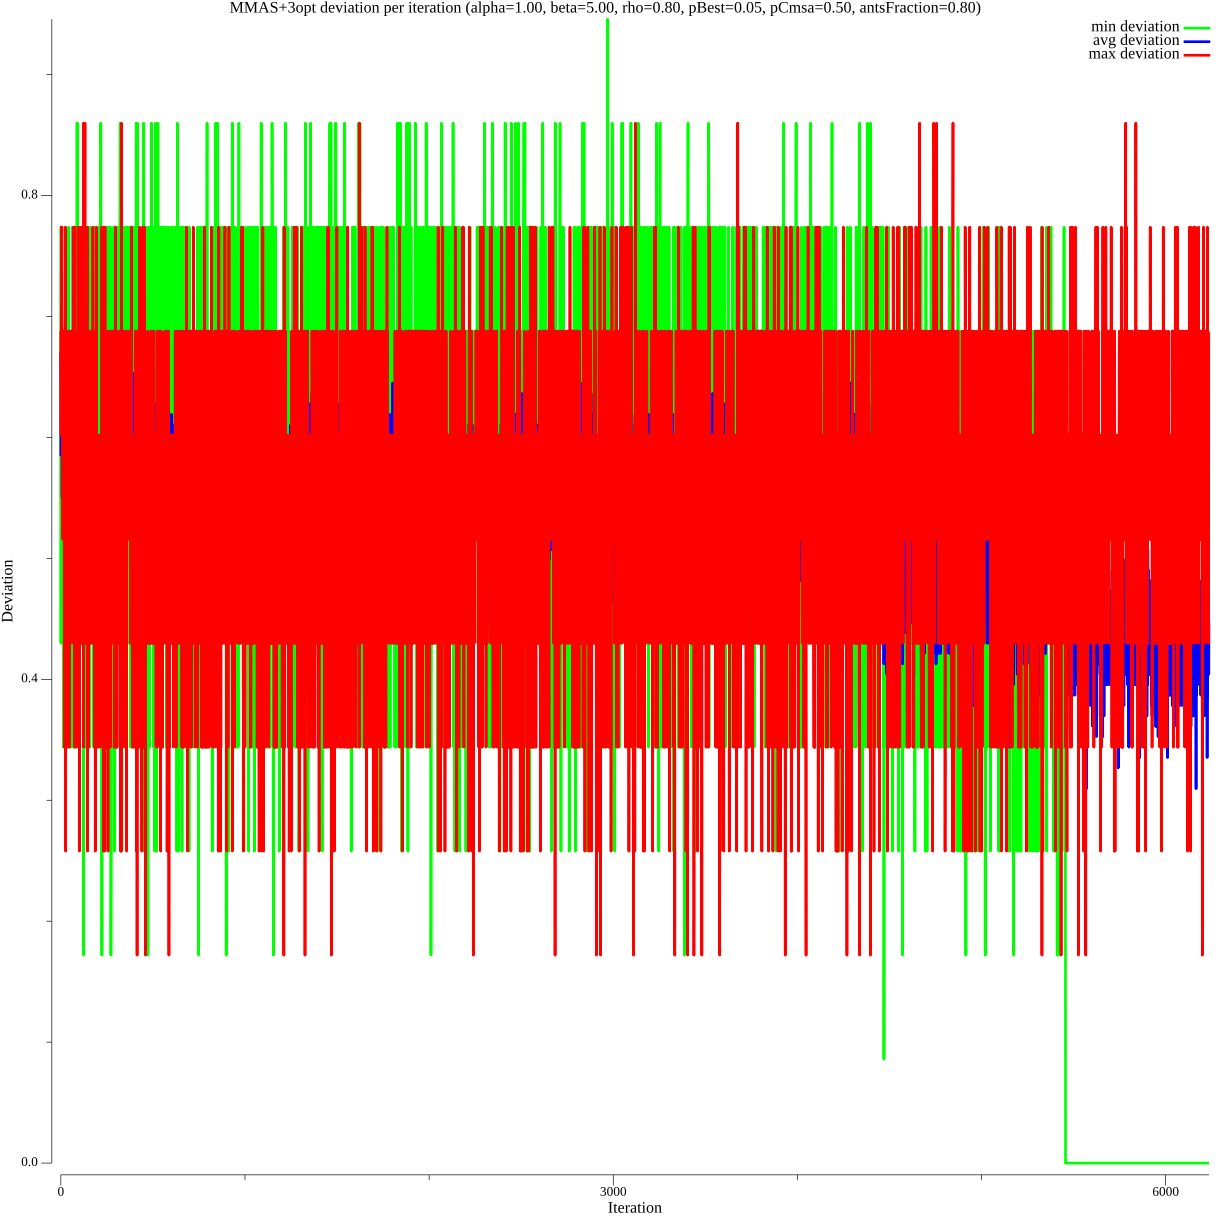 MMAS+3opt deviation per iteration (alpha=1.00, beta=5.00, rho=0.80, pBest=0.05, pCmsa=0.50, antsFraction=0.80)
min deviation
avg deviation
max deviation
0.8
Deviation
0.4
0.0
0
3000
6000
Iteration